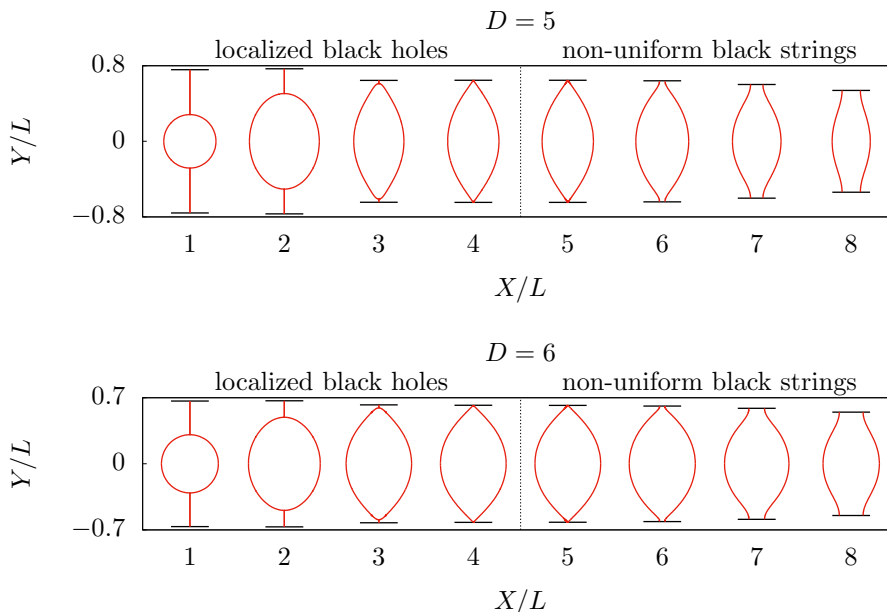 D = 5
localized black holes non-uniform black strings
0.8
0
−0.8
Y/L
1 2 3 4 5 6 7 8
X/L
D = 6
localized black holes non-uniform black strings
0.7
0
−0.7
Y/L
1 2 3 4 5 6 7 8
X/L